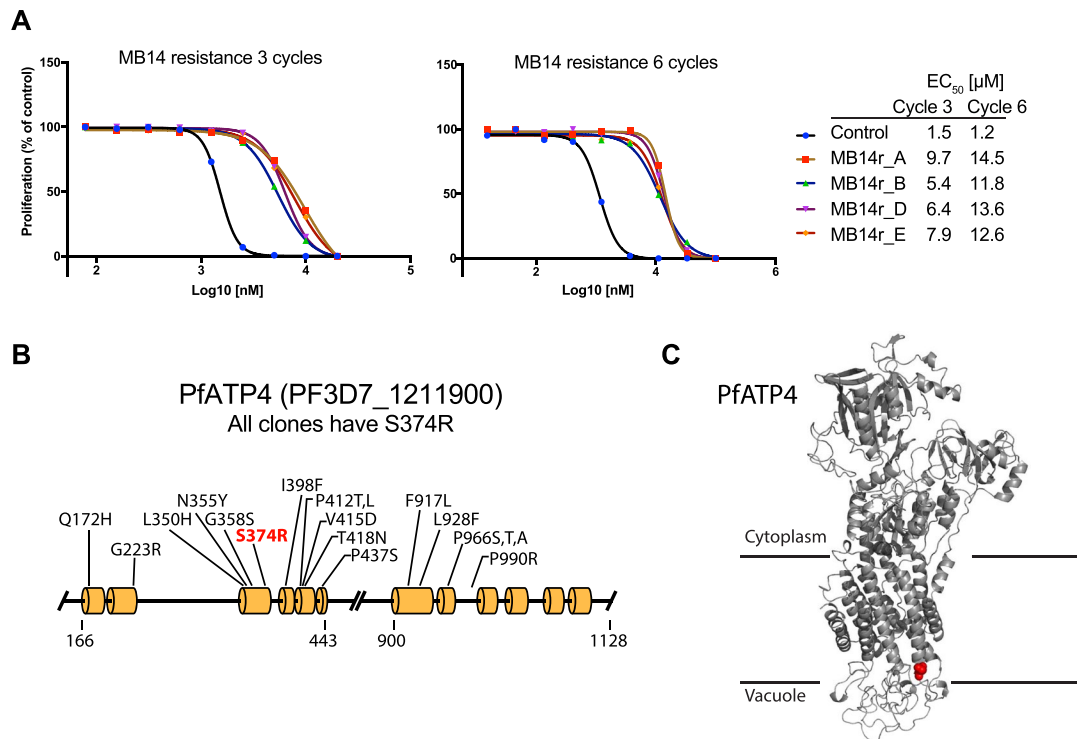 A
MB14 resistance 3 cycles
Proliferation (% of control)
150
100
50
0
2
3
4
5
Log10 [nM]
MB14 resistance 6 cycles
150
100
50
0
2
4
6
Log10 [nM]
EC50 [µM]
Cycle 3 Cycle 6
Control 1.5 1.2
MB14r_A 9.7 14.5
MB14r_B 5.4 11.8
MB14r_D 6.4 13.6
MB14r_E 7.9 12.6
B
PfATP4 (PF3D7_1211900)
All clones have S374R
Q172H
G223R
L350H
N355Y
G358S
S374R
I398F
P412T,L
V415D
T418N
P437S
F917L
L928F
P966S,T,A
P990R
166
443
900
1128
C
PfATP4
Cytoplasm
Vacuole